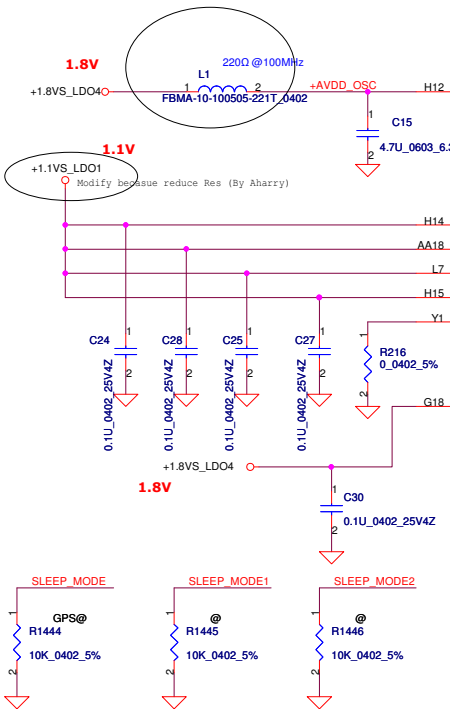 1.8V
220Ω @100MHz
L1
1
2
+1.8VS_LDO4
+AVDD_OSC
H12
FBMA-10-100505-221T_0402
1
C15
4.7U_0603_6.3
2
1.1V
+1.1VS_LDO1
Modify becasue reduce Res (By Aharry)
H14
AA18
L7
H15
Y1
C24
1
2
0.1U_0402_25V4Z
C28
1
2
0.1U_0402_25V4Z
C25
1
2
0.1U_0402_25V4Z
C27
1
2
0.1U_0402_25V4Z
1
R216
0_0402_5%
2
G18
+1.8VS_LDO4
1.8V
1
C30
0.1U_0402_25V4Z
2
SLEEP_MODE
1
GPS@
R1444
10K_0402_5%
2
SLEEP_MODE1
1
@
R1445
10K_0402_5%
2
SLEEP_MODE2
1
@
R1446
10K_0402_5%
2